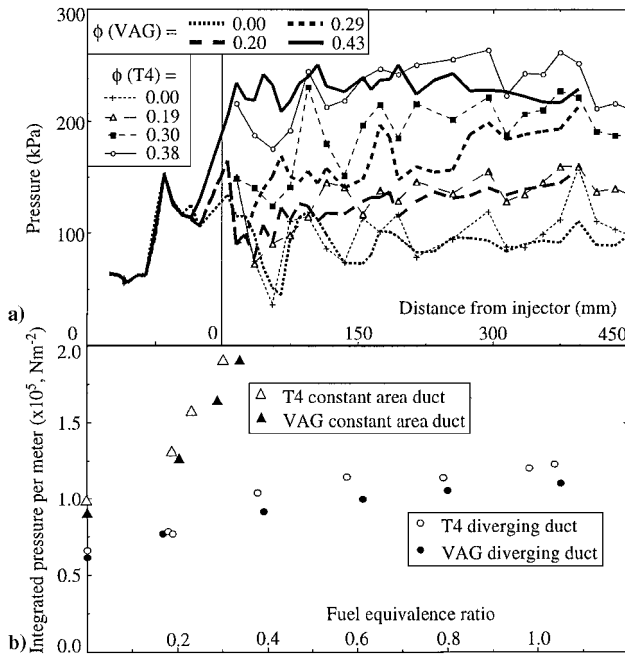 300
ϕ (VAG) =
0.00
0.29
0.20
0.43
ϕ (T4) =
0.00
0.19
0.30
0.38
200
100
0
Pressure (kPa)
a)
Distance from injector (mm)
0
150
300
450
2.0
1.5
1.0
0.5
0.0
Integrated pressure per meter (x10⁵, Nm⁻²)
△ T4 constant area duct
▲ VAG constant area duct
○ T4 diverging duct
● VAG diverging duct
Fuel equivalence ratio
b)
0.2
0.4
0.6
0.8
1.0